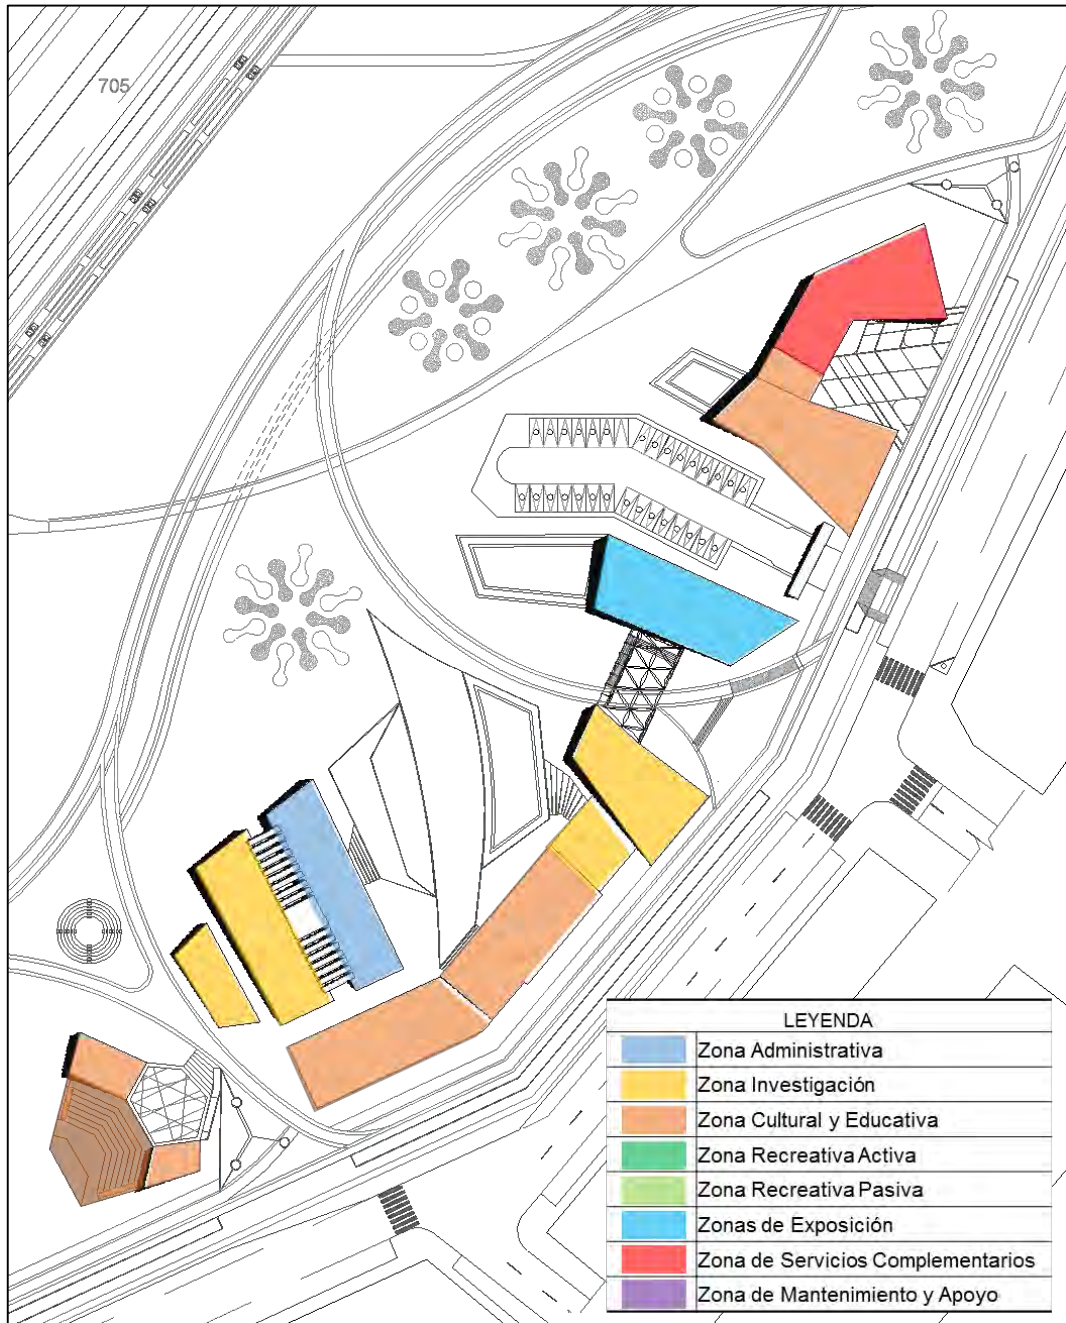 705
LEYENDA
Zona Administrativa
Zona Investigación
Zona Cultural y Educativa
Zona Recreativa Activa
Zona Recreativa Pasiva
Zonas de Exposición
Zona de Servicios Complementarios
Zona de Mantenimiento y Apoyo